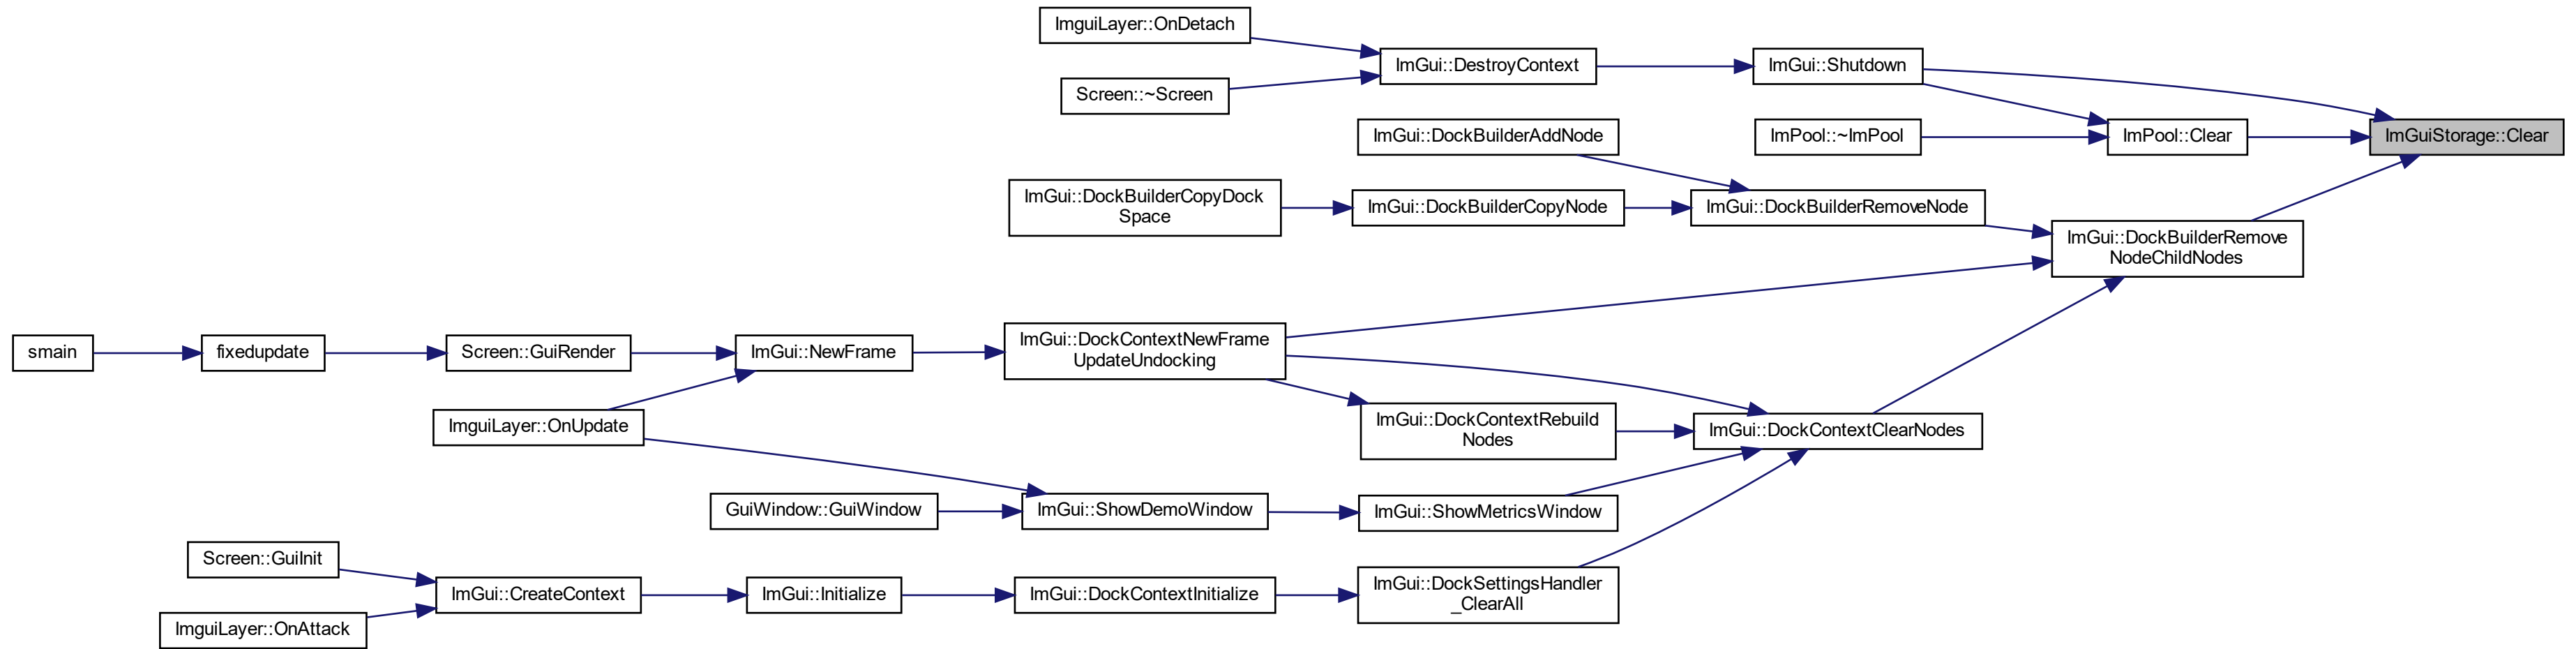 ImguiLayer::OnDetach
ImGui::DestroyContext
ImGui::Shutdown
Screen::~Screen
ImGui::DockBuilderAddNode
ImPool::~ImPool
ImPool::Clear
ImGuiStorage::Clear
ImGui::DockBuilderCopyDock
Space
ImGui::DockBuilderCopyNode
ImGui::DockBuilderRemoveNode
ImGui::DockBuilderRemove
NodeChildNodes
smain
fixedupdate
Screen::GuiRender
ImGui::NewFrame
ImGui::DockContextNewFrame
UpdateUndocking
ImguiLayer::OnUpdate
ImGui::DockContextRebuild
Nodes
ImGui::DockContextClearNodes
GuiWindow::GuiWindow
ImGui::ShowDemoWindow
ImGui::ShowMetricsWindow
Screen::GuiInit
ImGui::CreateContext
ImGui::Initialize
ImGui::DockContextInitialize
ImGui::DockSettingsHandler
_ClearAll
ImguiLayer::OnAttack